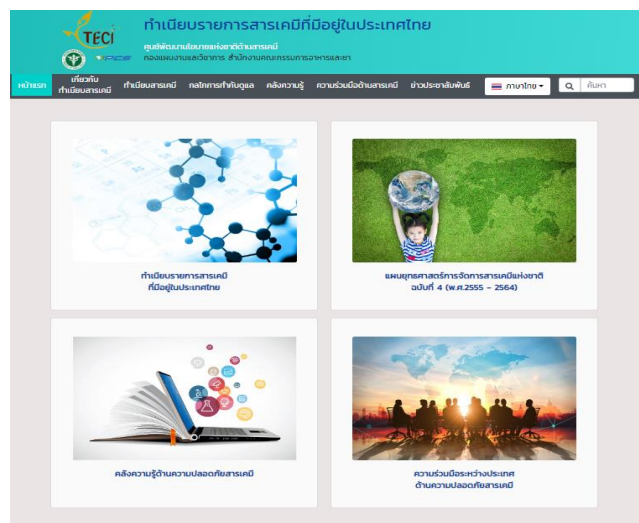 TECI
ทำเนียบรายการสารเคมีที่มีอยู่ในประเทศไทย
ศูนย์พัฒนานโยบายแห่งชาติด้านสารเคมี
กองแผนงานและวิชาการ สำนักงานคณะกรรมการอาหารและยา
หน้าแรก
เกี่ยวกับ
ทำเนียบสารเคมี
ทำเนียบสารเคมี
กลไกการกำกับดูแล
คลังความรู้
ความร่วมมือด้านสารเคมี
ข่าวประชาสัมพันธ์
ภาษาไทย
ค้นหา
ทำเนียบรายการสารเคมี
ที่มีอยู่ในประเทศไทย
แผนยุทธศาสตร์การจัดการสารเคมีแห่งชาติ
ฉบับที่ 4 (พ.ศ.2555 - 2564)
คลังความรู้ด้านความปลอดภัยสารเคมี
ความร่วมมือระหว่างประเทศ
ด้านความปลอดภัยสารเคมี